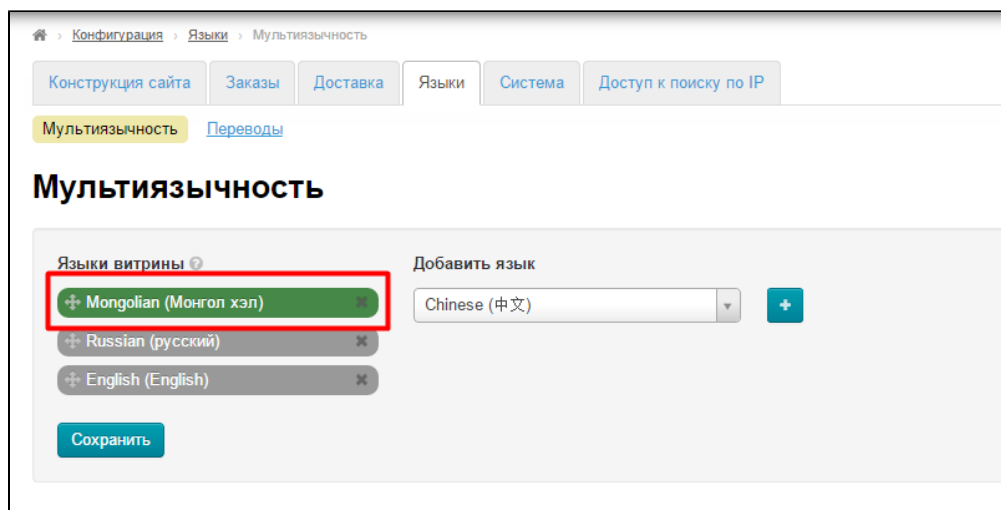 Конфигурация › Языки › Мультиязычность
Конструкция сайта Заказы Доставка Языки Система Доступ к поиску по IP
Мультиязычность Переводы
Мультиязычность
Языки витрины ? Добавить язык
Mongolian (Монгол хэл) Chinese (中文)
Russian (русский)
English (English)
Сохранить